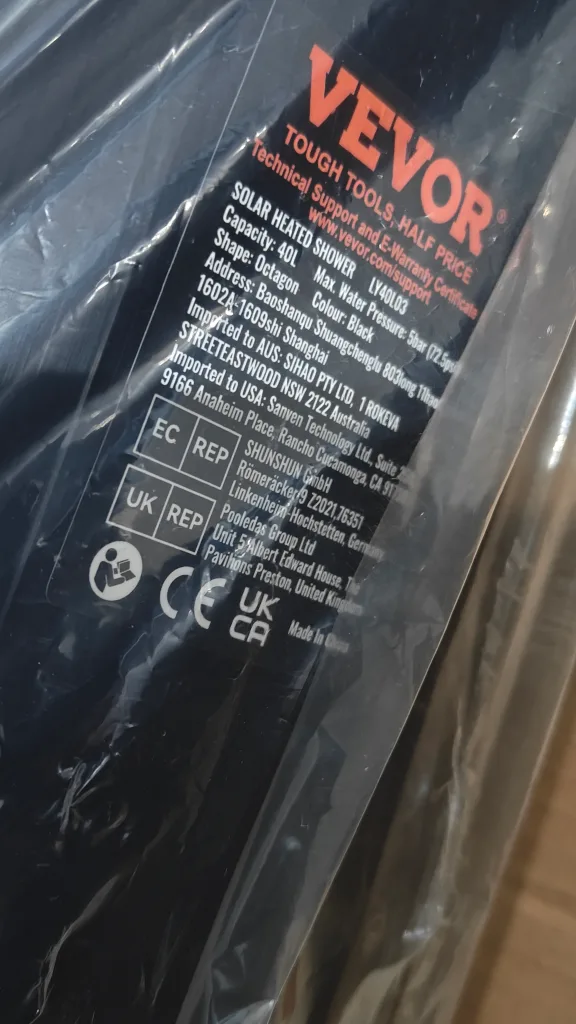 VEVOR®
TOUGH TOOLS, HALF PRICE
Technical Support and E-Warranty Certificate
www.vevor.com/support
SOLAR HEATED SHOWER LY40L03
Capacity: 40L Max. Water Pressure: 5bar
Shape: Octagon Colour: Black
Address: Baoshanqu Shuangchenglu 803long
1602A-1609shi Shanghai
Imported to AUS: SIHAO PTY LTD, 1 ROKEVA
STREETEASTWOOD NSW 2122 Australia
Imported to USA: Sanven Technology Ltd, Suite
9166 Anaheim Place, Rancho Cucamonga, CA
EC REP
SHUNSHUN GmbH
Römeräcker 9 Z2021,76351
Linkenheim-Hochstetten, Germany
UK REP
Pooledas Group Ltd
Unit 5 Albert Edward House,
Pavilions Preston, United
CE UK CA Made In China